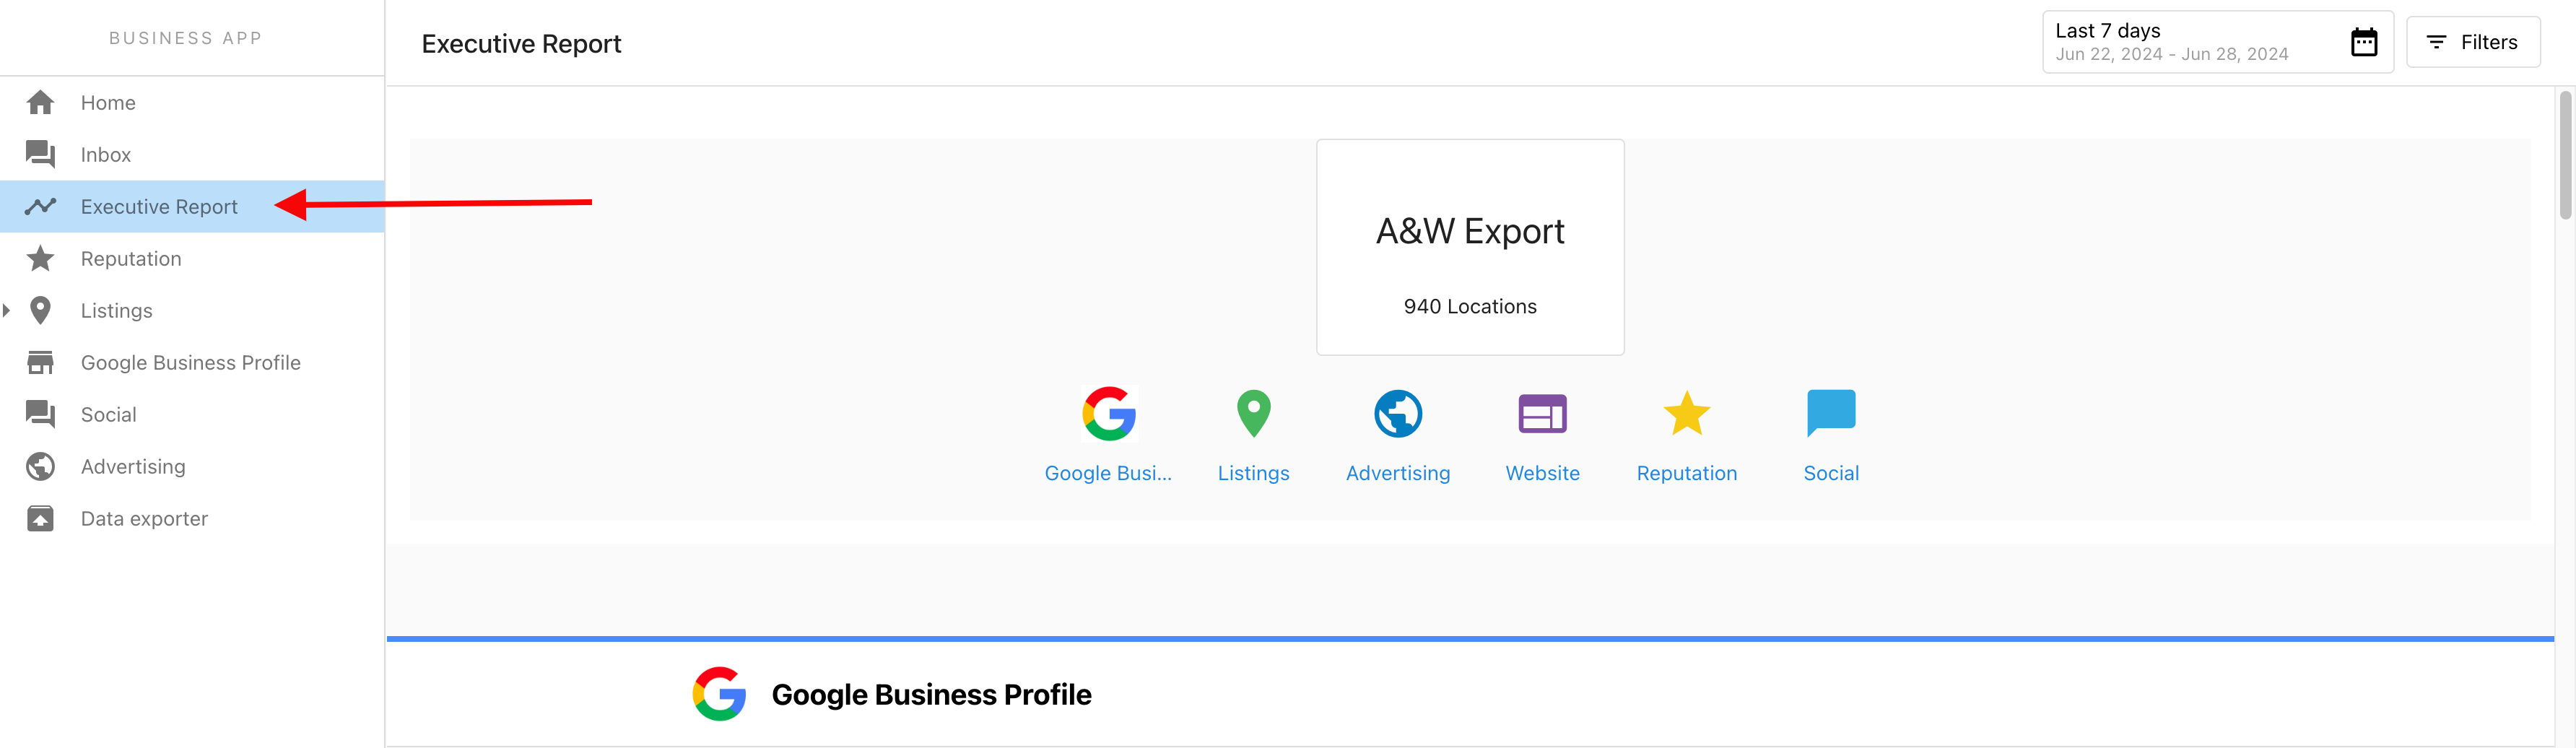 BUSINESS APP
Home
Inbox
Executive Report
Reputation
Listings
Google Business Profile
Social
Advertising
Data exporter
Executive Report
Last 7 days
Jun 22, 2024 - Jun 28, 2024
Filters
A&W Export
940 Locations
Google Busi...
Listings
Advertising
Website
Reputation
Social
Google Business Profile